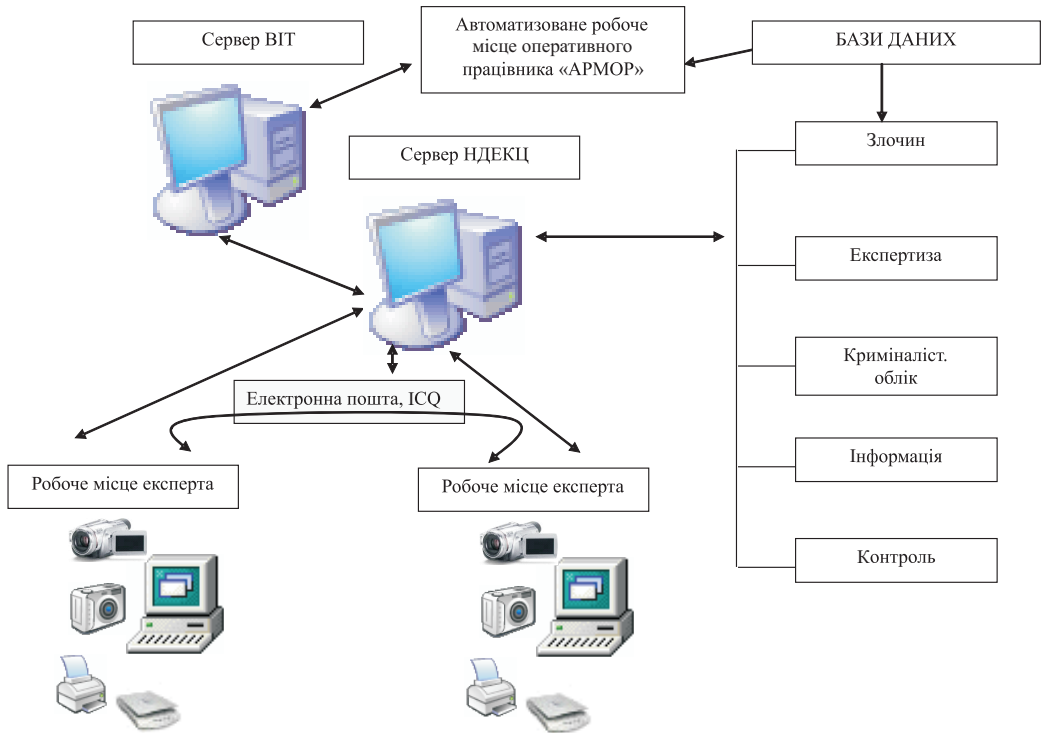 Сервер ВІТ
Автоматизоване робоче
місце оперативного
працівника «АРМОР»
БАЗИ ДАНИХ
Сервер НДЕКЦ
Злочин
Експертиза
Криміналіст.
облік
Інформація
Контроль
Електронна пошта, ICQ
Робоче місце експерта
Робоче місце експерта